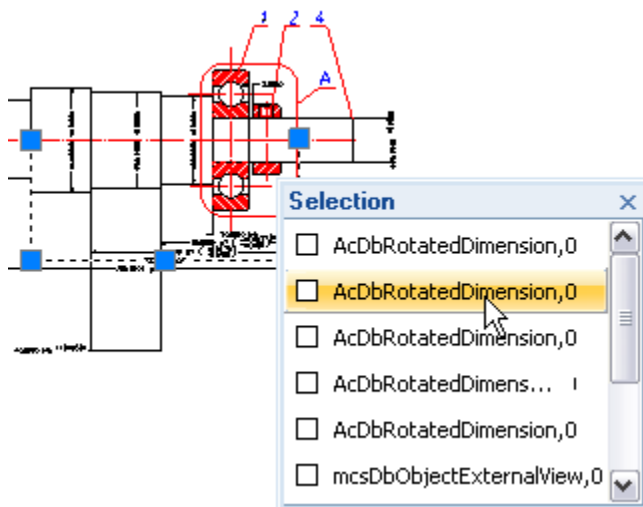 1 2 4
A
Selection
AcDbRotatedDimension,0
AcDbRotatedDimension,0
AcDbRotatedDimension,0
AcDbRotatedDimens...
AcDbRotatedDimension,0
mcsDbObjectExternalView,0